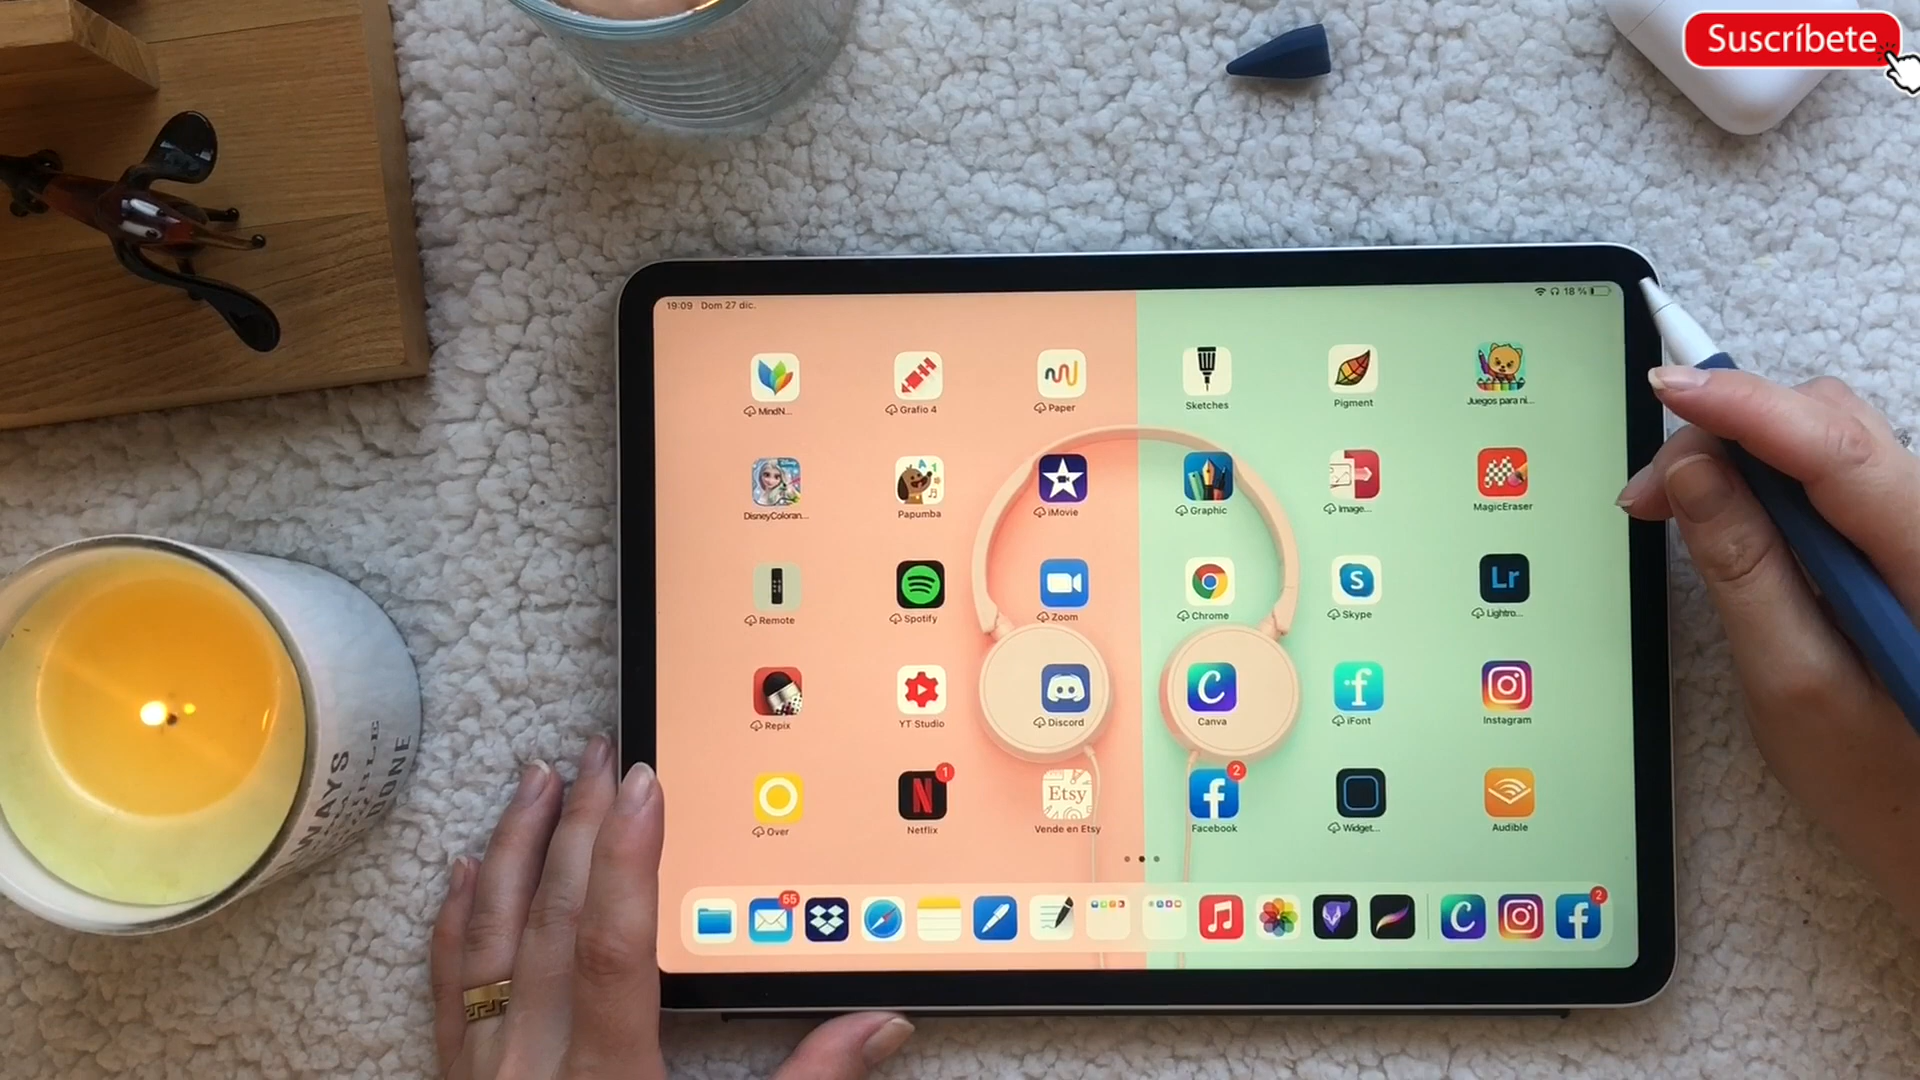 Suscríbete
19:09 Dom 27 dic.
18 %
MindN...
Grafio 4
Paper
Sketches
Pigment
Juegos para ni...
DisneyColoran...
Papumba
iMovie
Graphic
Image...
MagicEraser
Remote
Spotify
Zoom
Chrome
Skype
Lr
Lightro...
Repix
YT Studio
Discord
Canva
iFont
Instagram
1
Etsy
2
Over
Netflix
Vende en Etsy
Facebook
Widget...
Audible
55
2
ALWAYS